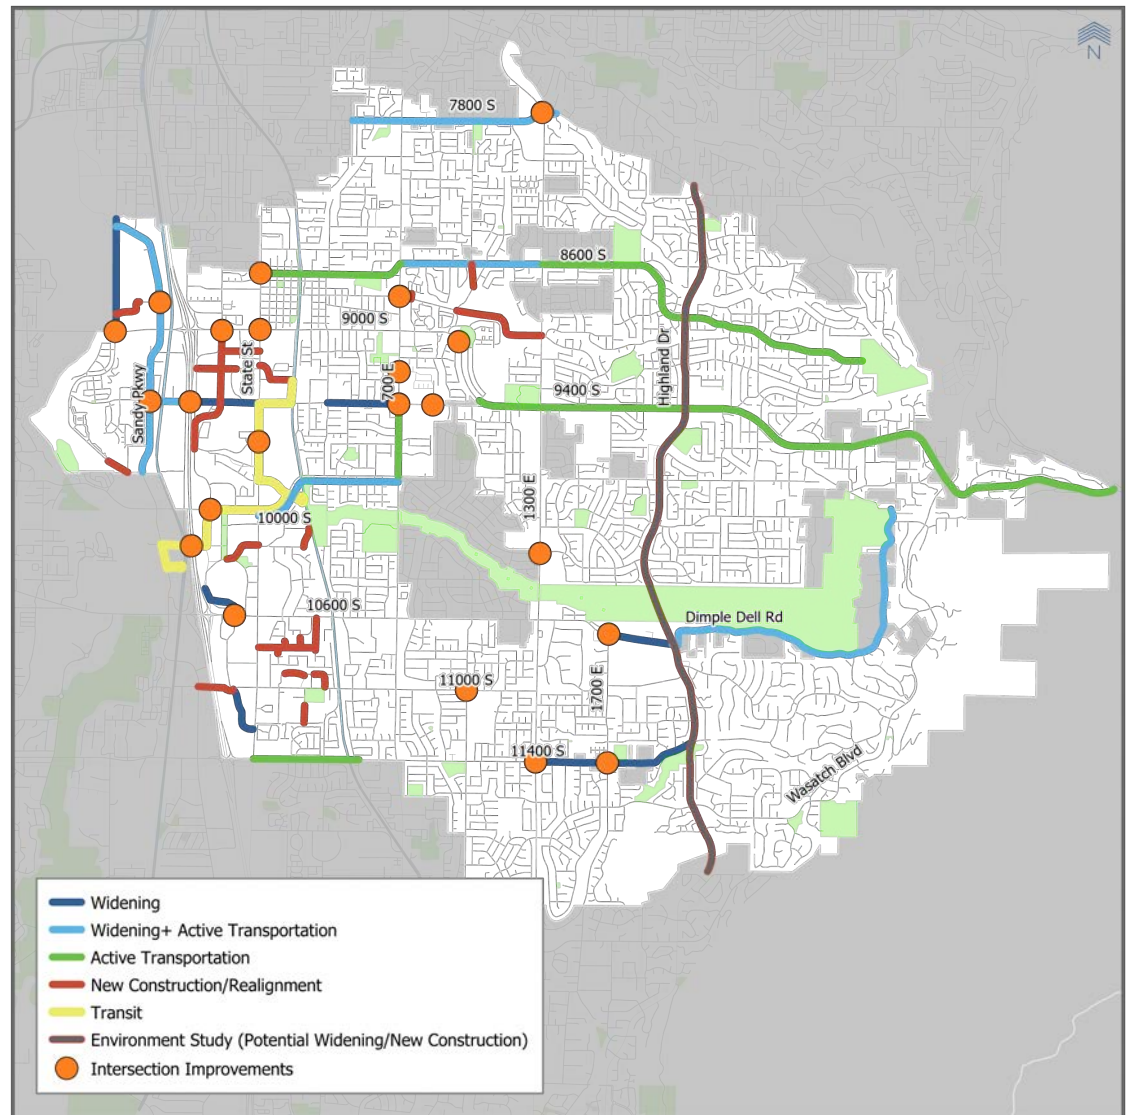 N
7800 S
8600 S
9000 S
Highland Dr
State St
700 E
9400 S
Sandy Pkwy
1300 E
10000 S
10600 S
Dimple Dell Rd
1700 E
11000 S
11400 S
Wasatch Blvd
Widening
Widening+ Active Transportation
Active Transportation
New Construction/Realignment
Transit
Environment Study (Potential Widening/New Construction)
Intersection Improvements